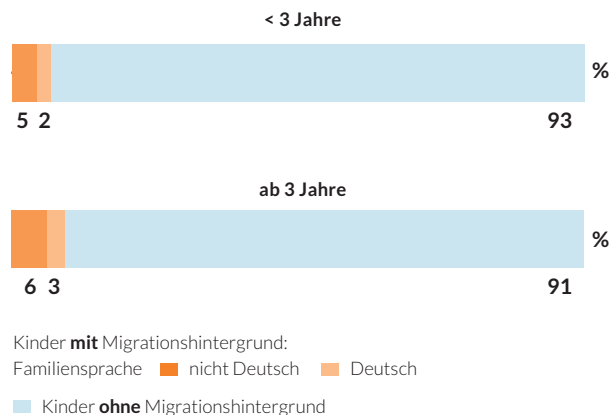 < 3 Jahre
%
5 2 93
ab 3 Jahre
%
6 3 91
Kinder mit Migrationshintergrund:
Familiensprache nicht Deutsch Deutsch
Kinder ohne Migrationshintergrund